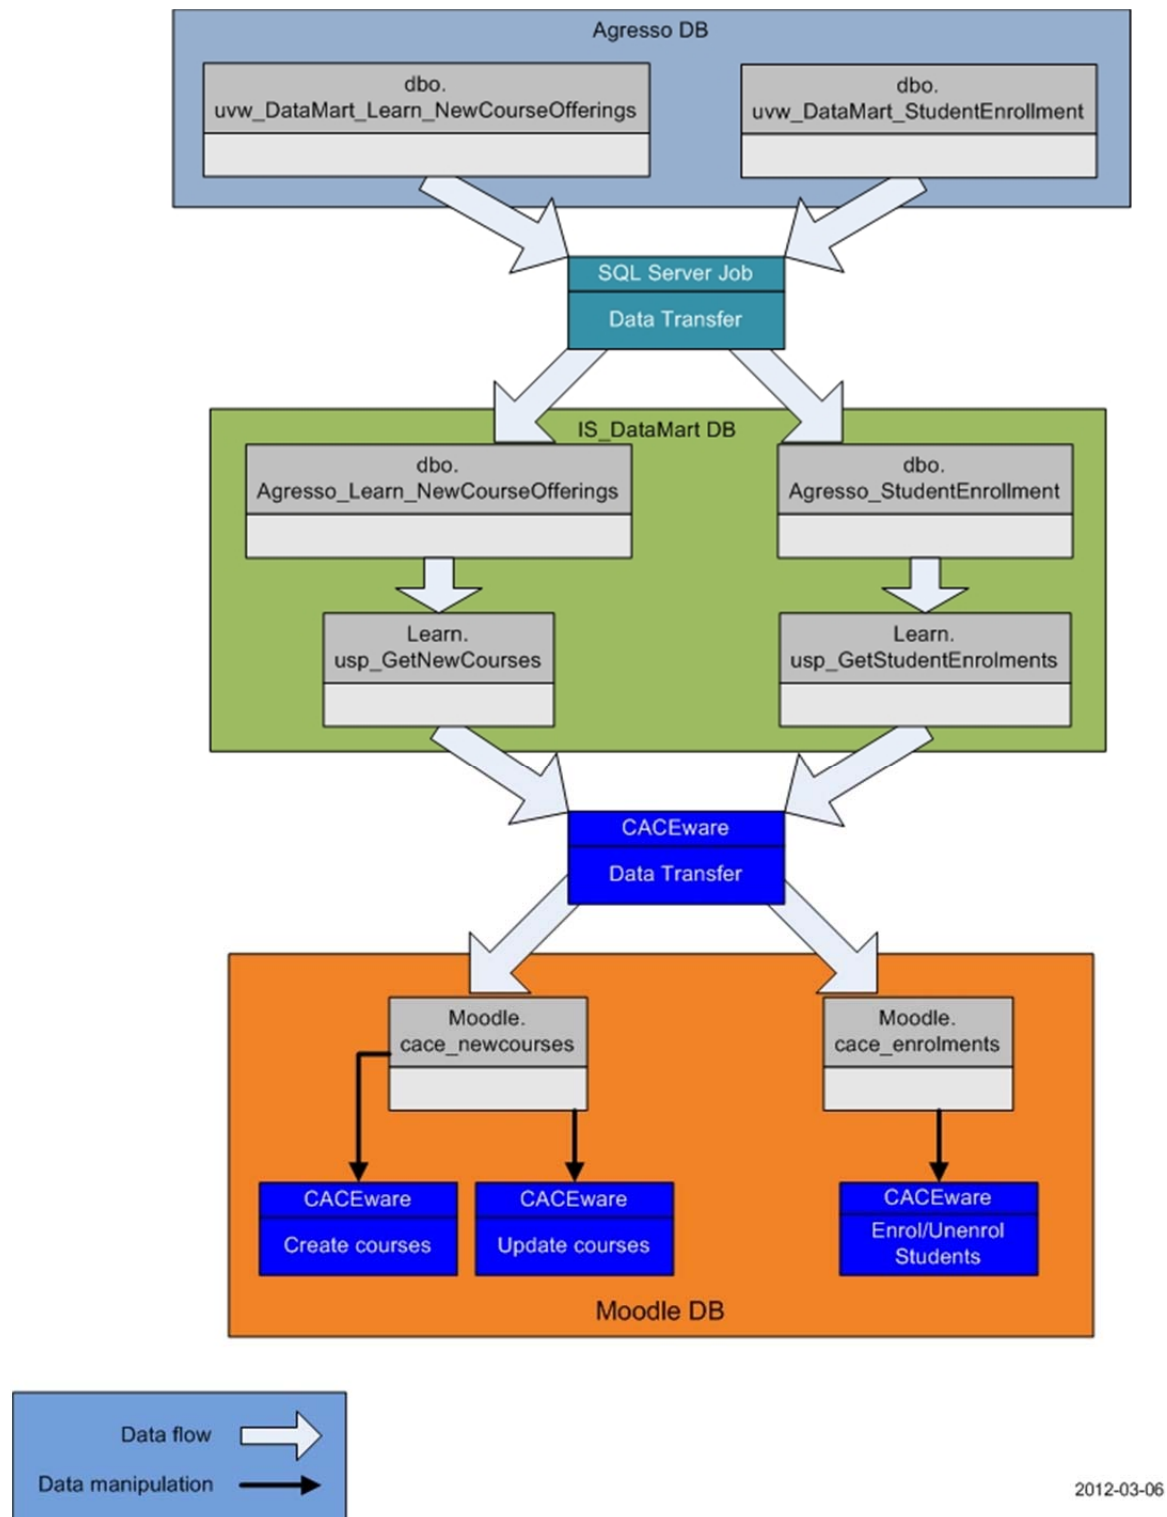 Agresso DB
dbo.
uvw_DataMart_Learn_NewCourseOfferings
dbo.
uvw_DataMart_StudentEnrollment
SQL Server Job
Data Transfer
IS_DataMart DB
dbo.
Agresso_Learn_NewCourseOfferings
dbo.
Agresso_StudentEnrollment
Learn.
usp_GetNewCourses
Learn.
usp_GetStudentEnrolments
CACEware
Data Transfer
Moodle.
cace_newcourses
Moodle.
cace_enrolments
CACEware
Create courses
CACEware
Update courses
CACEware
Enrol/Unenrol
Students
Moodle DB
Data flow
Data manipulation
2012-03-06